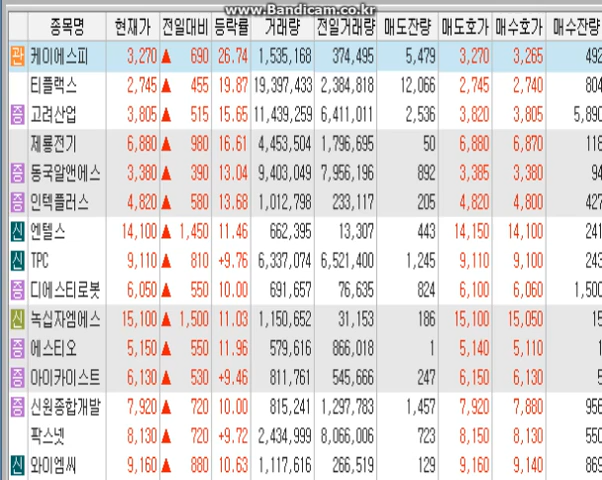 www.Bandicam.co.kr
종목명 현재가 전일대비 등락률 거래량 전일거래량 매도잔량 매도호가 매수호가 매수잔량
관 케이에스피 3,270 ▲ 690 26.74 1,535,168 374,495 5,479 3,270 3,265 492
티플랙스 2,745 ▲ 455 19.87 19,397,433 2,384,818 12,066 2,745 2,740 804
증 고려산업 3,805 ▲ 515 15.65 11,439,259 6,411,011 2,536 3,820 3,805 5,890
제룡전기 6,880 ▲ 980 16.61 4,453,504 1,796,695 50 6,880 6,870 118
증 동국알앤에스 3,380 ▲ 390 13.04 9,403,049 7,956,196 892 3,385 3,380 94
증 인텍플러스 4,820 ▲ 580 13.68 1,012,798 233,117 205 4,820 4,800 427
신 엔텔스 14,100 ▲ 1,450 11.46 662,395 13,307 443 14,150 14,100 241
신 TPC 9,110 ▲ 810 +9.76 6,337,074 6,521,400 1,245 9,110 9,100 243
증 디에스티로봇 6,050 ▲ 550 10.00 691,657 76,635 824 6,100 6,060 1,500
신 녹십자엠에스 15,100 ▲ 1,500 11.03 1,150,652 31,153 186 15,100 15,050 15
증 에스티오 5,150 ▲ 550 11.96 579,616 866,018 1 5,140 5,110 1
증 아이카이스트 6,130 ▲ 530 +9.46 811,761 545,666 247 6,150 6,130 5
증 신원종합개발 7,920 ▲ 720 10.00 815,241 1,297,783 1,457 7,920 7,880 956
팍스넷 8,130 ▲ 720 +9.72 2,434,999 8,066,006 723 8,150 8,130 550
신 와이엠씨 9,160 ▲ 880 10.63 1,117,616 266,519 129 9,160 9,140 869